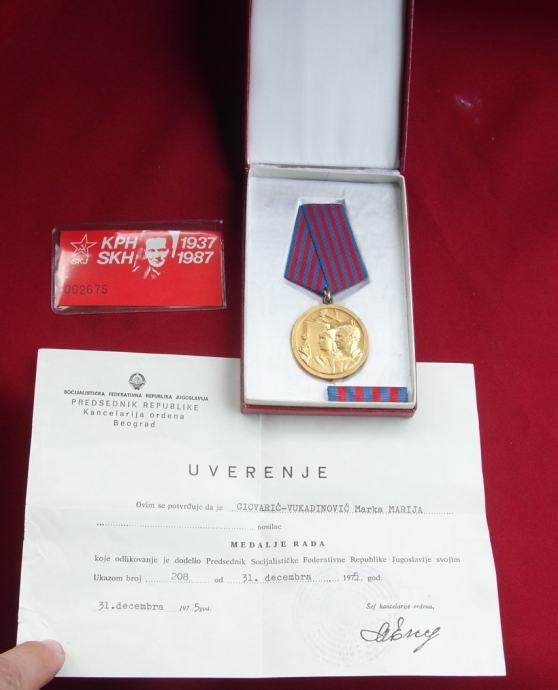 KPH 1937
SKH 1987
SKJ
002675
SOCIJALISTIČKA FEDERATIVNA REPUBLIKA JUGOSLAVIJA
PREDSEDNIK REPUBLIKE
Kancelarija ordena
Beograd
UVERENJE
Ovim se potvrđuje da je CICVARIĆ-VUKADINOVIĆ Marka MARIJA
nosilac
MEDALJE RADA
koje odlikovanje je dodelio Predsednik Socijalističke Federativne Republike Jugoslavije svojim
Ukazom broj 208 od 31. decembra 1975. god.
31.decembra 1975 god.
Šef kancelarije ordena,